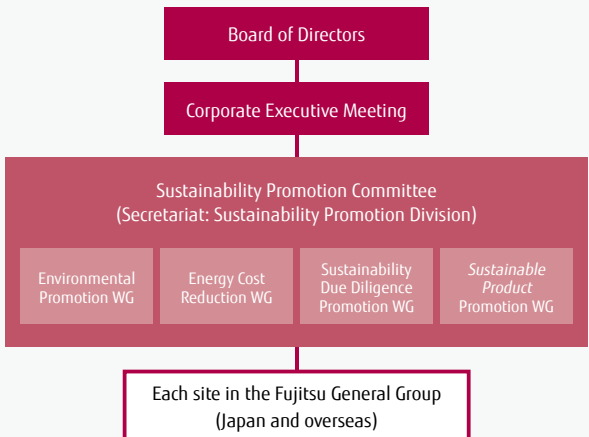 Board of Directors
Corporate Executive Meeting
Sustainability Promotion Committee
(Secretariat: Sustainability Promotion Division)
Environmental
Promotion WG
Energy Cost
Reduction WG
Sustainability
Due Diligence
Promotion WG
Sustainable
Product
Promotion WG
Each site in the Fujitsu General Group
(Japan and overseas)